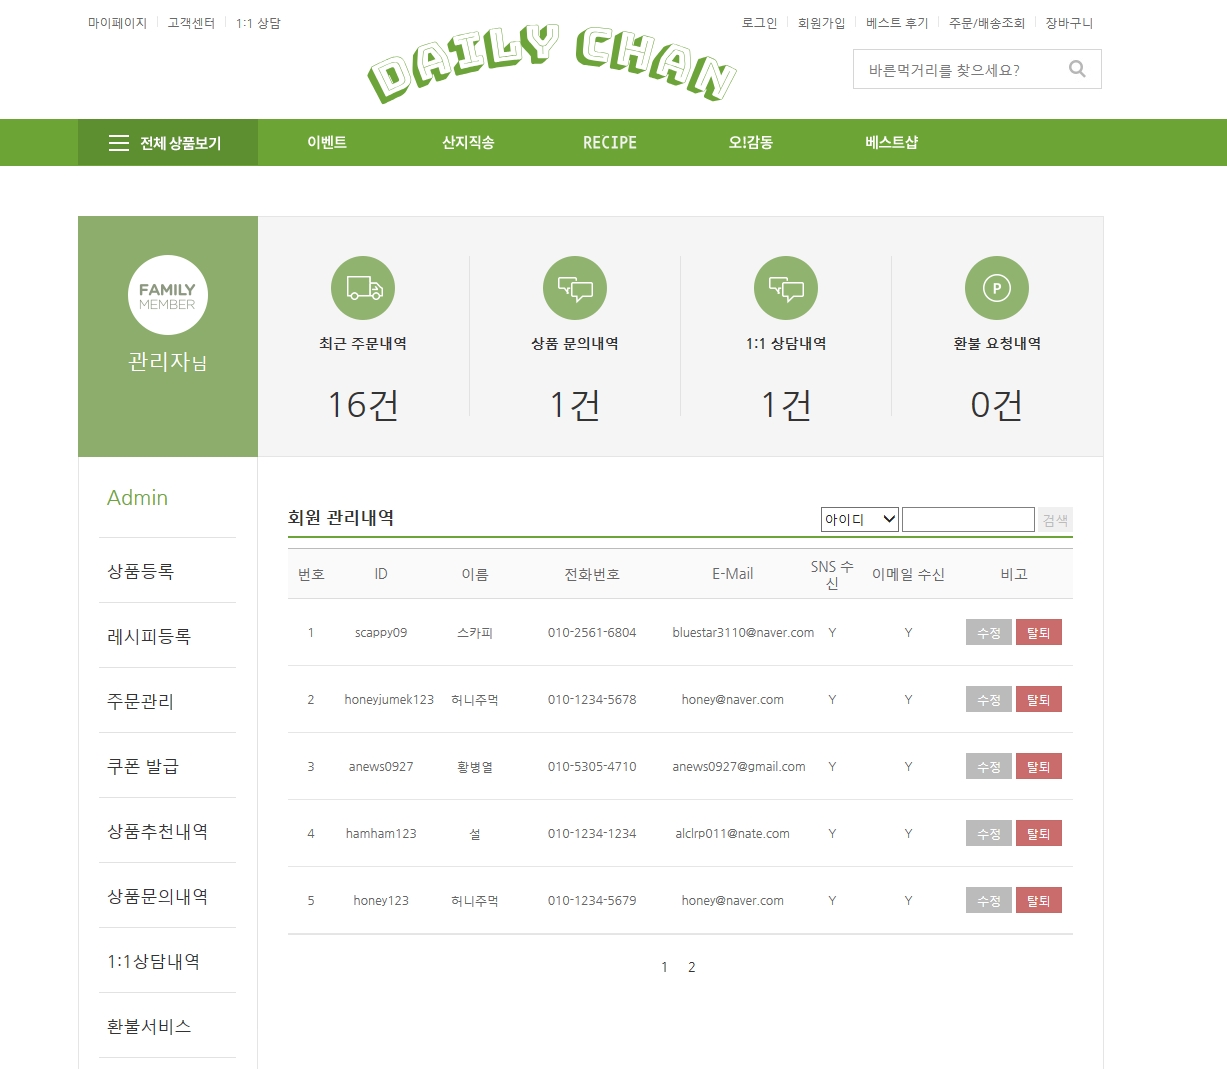 마이페이지 고객센터 1:1 상담
로그인 회원가입 베스트 후기 주문/배송조회 장바구니
DAILY CHAN
바른먹거리를 찾으세요?
전체 상품보기 이벤트 산지직송 RECIPE 오!감동 베스트샵
FAMILY
MEMBER
관리자님
최근 주문내역 상품 문의내역 1:1 상담내역 P 환불 요청내역
16건 1건 1건 0건
Admin
상품등록
레시피등록
주문관리
쿠폰 발급
상품추천내역
상품문의내역
1:1상담내역
환불서비스
회원 관리내역 아이디 검색
번호 ID 이름 전화번호 E-Mail SNS 수신 이메일 수신 비고
1 scappy09 스카피 010-2561-6804 bluestar3110@naver.com Y Y 수정 탈퇴
2 honeyjumek123 허니주먹 010-1234-5678 honey@naver.com Y Y 수정 탈퇴
3 anews0927 황병열 010-5305-4710 anews0927@gmail.com Y Y 수정 탈퇴
4 hamham123 설 010-1234-1234 alclrp011@nate.com Y Y 수정 탈퇴
5 honey123 허니주먹 010-1234-5679 honey@naver.com Y Y 수정 탈퇴
1 2